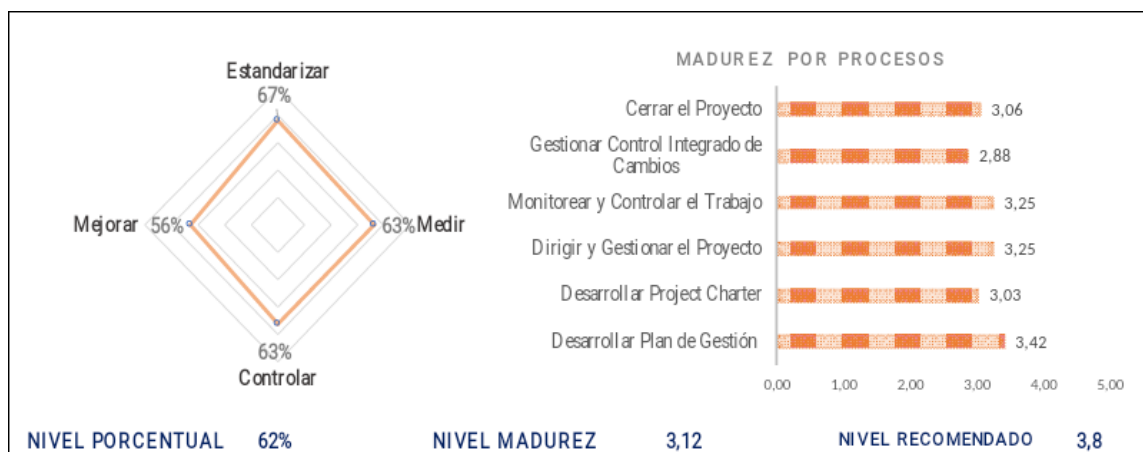 Estandarizar
67%
Mejorar 56%
63% Medir
63%
Controlar
MADUREZ POR PROCESOS
Cerrar el Proyecto 3,06
Gestionar Control Integrado de
Cambios 2,88
Monitorear y Controlar el Trabajo 3,25
Dirigir y Gestionar el Proyecto 3,25
Desarrollar Project Charter 3,03
Desarrollar Plan de Gestión 3,42
0,00 1,00 2,00 3,00 4,00 5,00
NIVEL PORCENTUAL 62% NIVEL MADUREZ 3,12 NIVEL RECOMENDADO 3,8